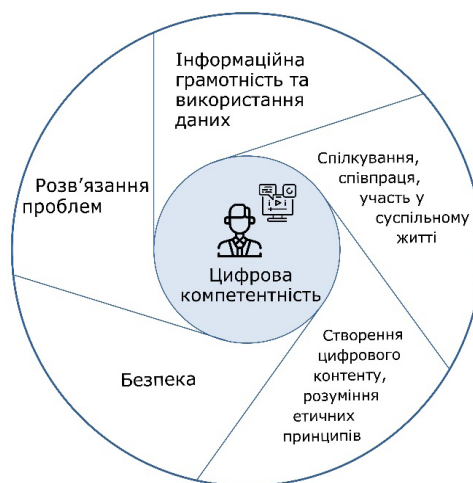 Інформаційна
грамотність та
використання
даних
Спілкування,
співпраця,
участь у
суспільному
житті
Створення
цифрового
контенту,
розуміння
етичних
принципів
Безпека
Розв’язання
проблем
Цифрова
компетентність